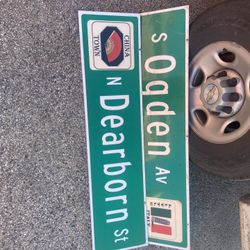 CHINA
TOWN
N Dearborn St
S Ogden Av